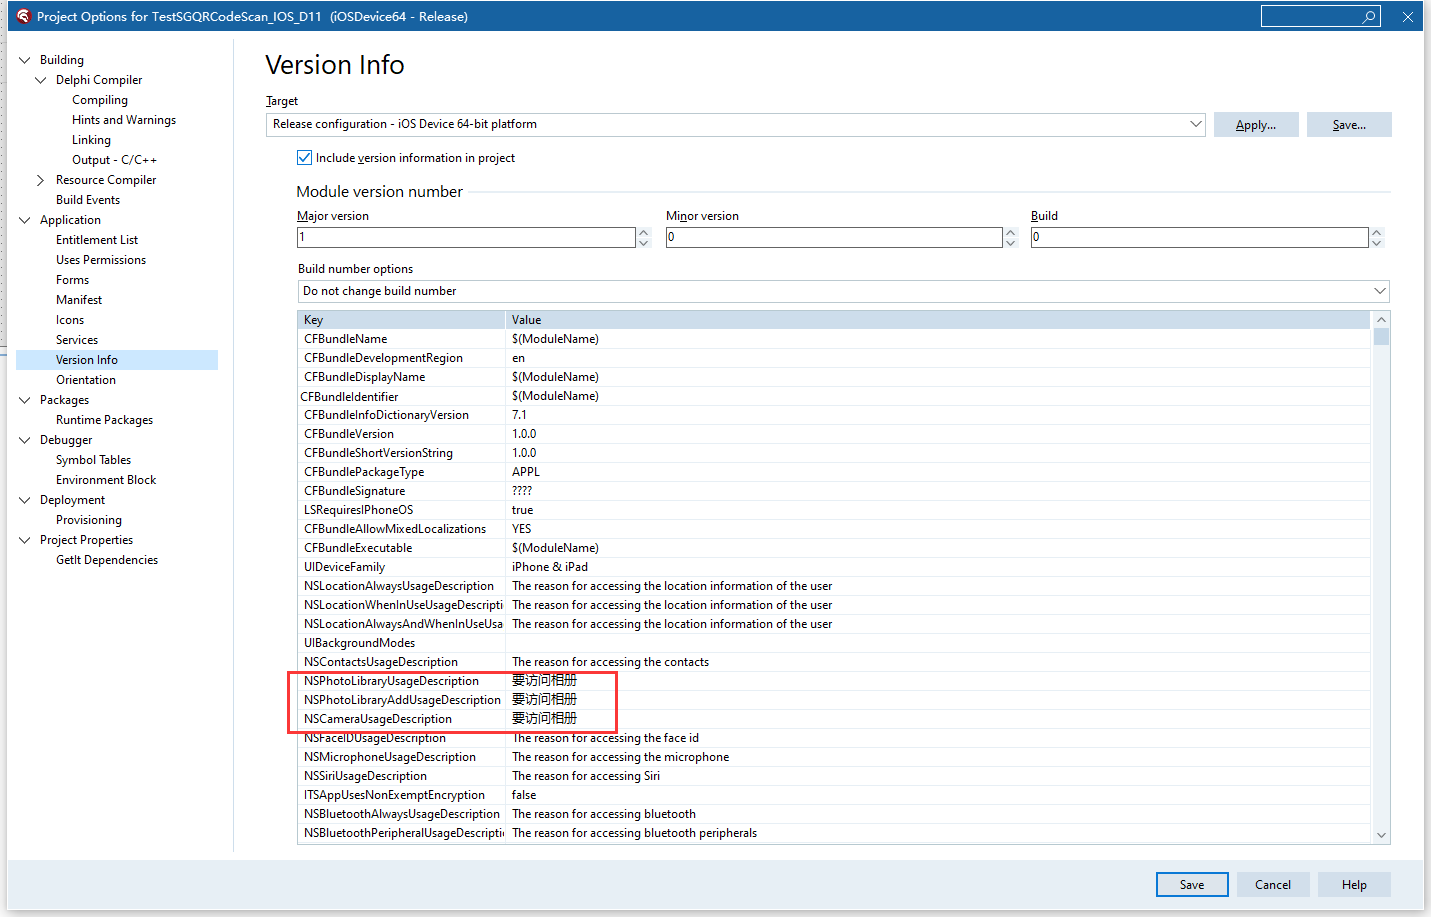 Project Options for TestSGQRCodeScan_IOS_D11 (iOSDevice64 - Release)
Building
Delphi Compiler
Compiling
Hints and Warnings
Linking
Output - C/C++
Resource Compiler
Build Events
Application
Entitlement List
Uses Permissions
Forms
Manifest
Icons
Services
Version Info
Orientation
Packages
Runtime Packages
Debugger
Symbol Tables
Environment Block
Deployment
Provisioning
Project Properties
GetIt Dependencies
Version Info
Target
Release configuration - iOS Device 64-bit platform
Apply...
Save...
Include version information in project
Module version number
Major version Minor version Build
1 0 0
Build number options
Do not change build number
Key Value
CFBundleName $(ModuleName)
CFBundleDevelopmentRegion en
CFBundleDisplayName $(ModuleName)
CFBundleIdentifier $(ModuleName)
CFBundleInfoDictionaryVersion 7.1
CFBundleVersion 1.0.0
CFBundleShortVersionString 1.0.0
CFBundlePackageType APPL
CFBundleSignature ????
LSRequiresIPhoneOS true
CFBundleAllowMixedLocalizations YES
CFBundleExecutable $(ModuleName)
UIDeviceFamily iPhone & iPad
NSLocationAlwaysUsageDescription The reason for accessing the location information of the user
NSLocationWhenInUseUsageDescripti The reason for accessing the location information of the user
NSLocationAlwaysAndWhenInUseUsa The reason for accessing the location information of the user
UIBackgroundModes
NSContactsUsageDescription The reason for accessing the contacts
NSPhotoLibraryUsageDescription 要访问相册
NSPhotoLibraryAddUsageDescription 要访问相册
NSCameraUsageDescription 要访问相册
NSFaceIDUsageDescription The reason for accessing the face id
NSMicrophoneUsageDescription The reason for accessing the microphone
NSSiriUsageDescription The reason for accessing Siri
ITSAppUsesNonExemptEncryption false
NSBluetoothAlwaysUsageDescription The reason for accessing bluetooth
NSBluetoothPeripheralUsageDescripti The reason for accessing bluetooth peripherals
Save Cancel Help